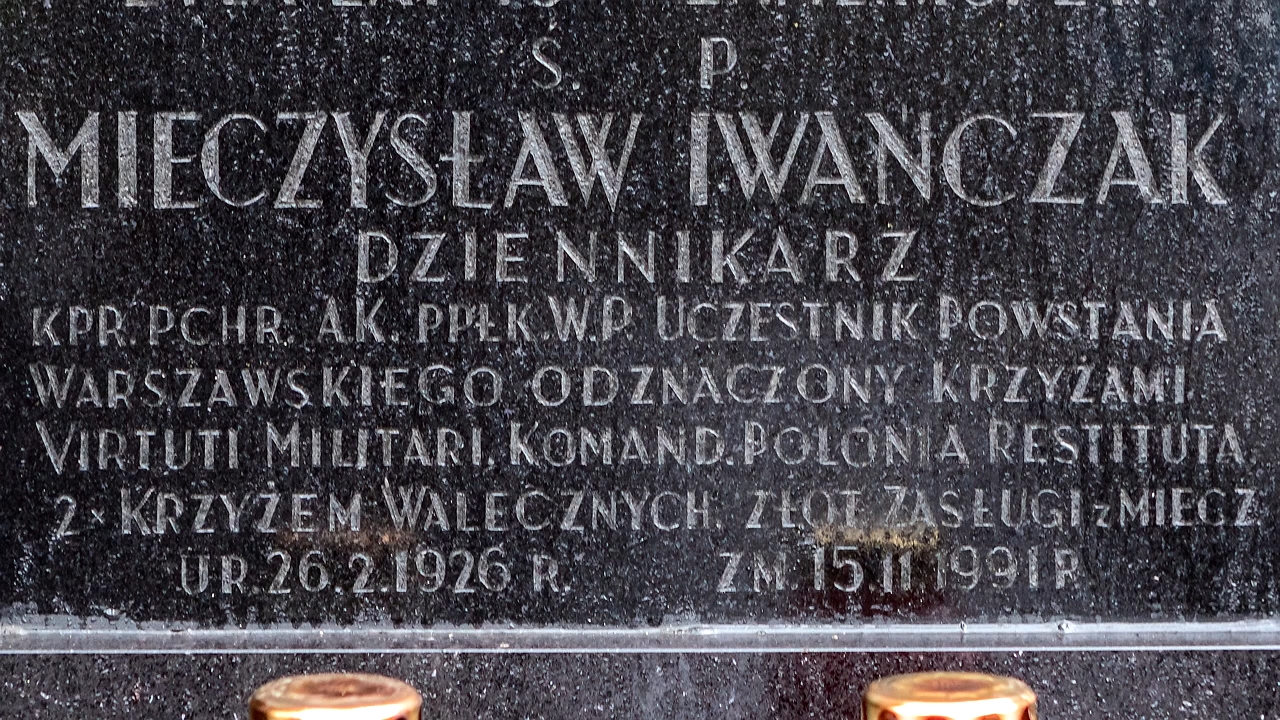 Ś. P.
MIECZYSŁAW IWAŃCZAK
DZIENNIKARZ
KPR. PCHR. AK. PPŁK. W.P. UCZESTNIK POWSTANIA
WARSZAWSKIEGO ODZNACZONY KRZYŻAMI.
VIRTUTI MILITARI, KOMAND. POLONIA RESTITUTA.
2× KRZYŻEM WALECZNYCH. ZŁOT. ZASŁUGI z MIECZ
UR. 26.2.1926 R. ZM. 15.11.1991 R.